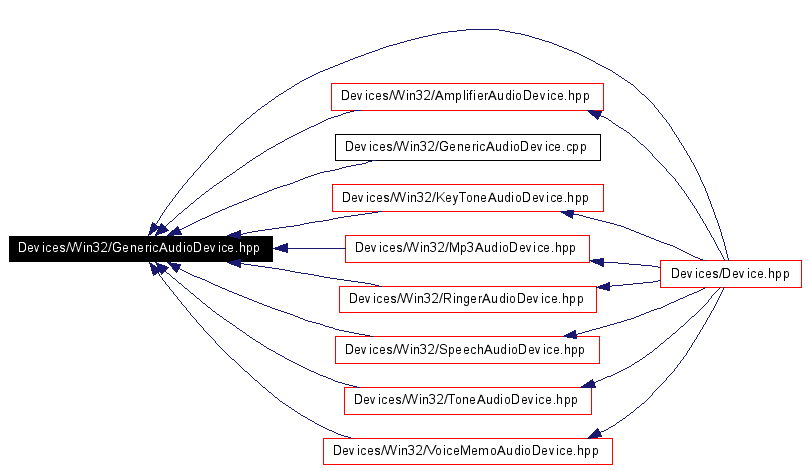 Devices/Win32/AmplifierAudioDevice.hpp
Devices/Win32/GenericAudioDevice.cpp
Devices/Win32/KeyToneAudioDevice.hpp
Devices/Win32/GenericAudioDevice.hpp
Devices/Win32/Mp3AudioDevice.hpp
Devices/Device.hpp
Devices/Win32/RingerAudioDevice.hpp
Devices/Win32/SpeechAudioDevice.hpp
Devices/Win32/ToneAudioDevice.hpp
Devices/Win32/VoiceMemoAudioDevice.hpp